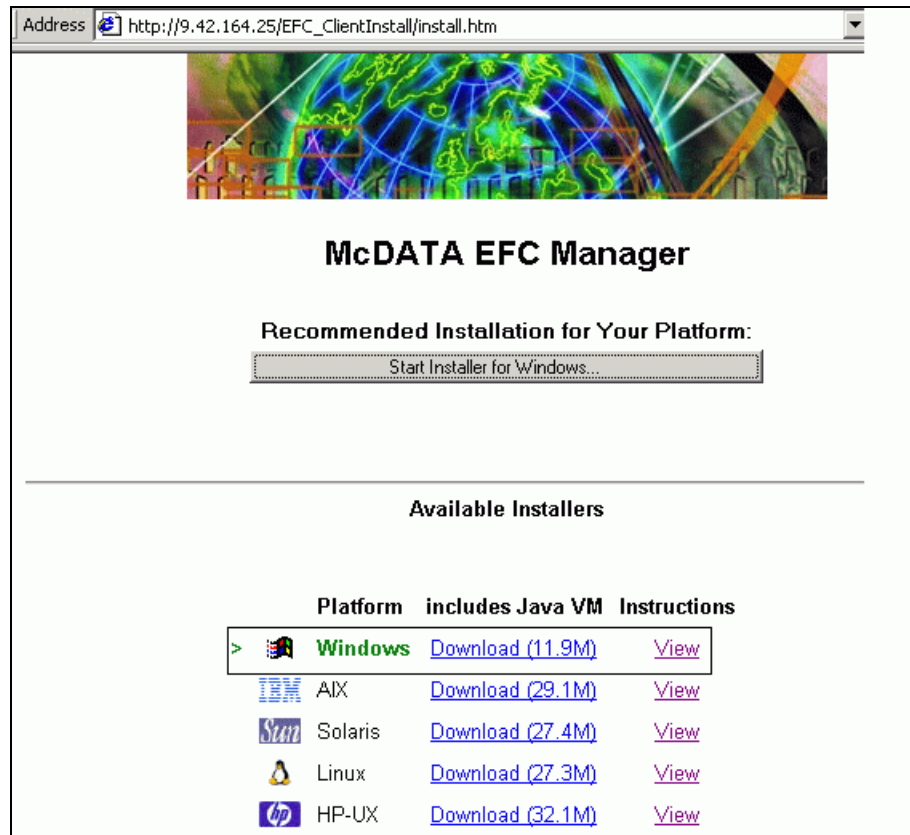 Address http://9.42.164.25/EFC_ClientInstall/install.htm
McDATA EFC Manager
Recommended Installation for Your Platform:
Start Installer for Windows...
Available Installers
Platform includes Java VM Instructions
> Windows Download (11.9M) View
IBM AIX Download (29.1M) View
Sun Solaris Download (27.4M) View
Linux Download (27.3M) View
hp HP-UX Download (32.1M) View